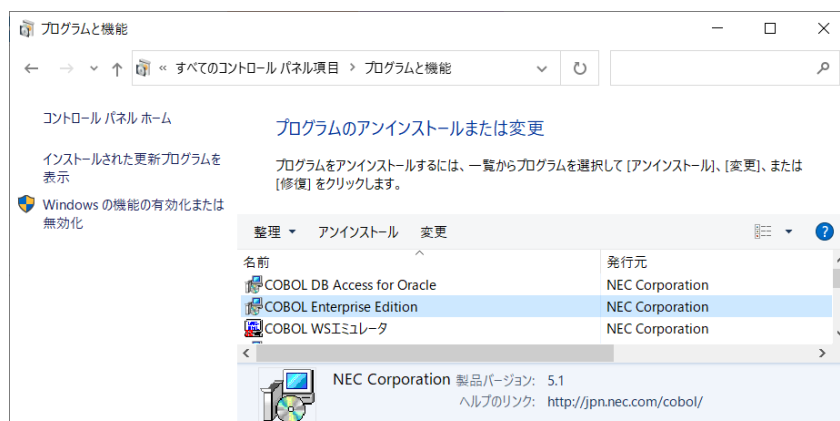 プログラムと機能
« すべてのコントロール パネル項目 > プログラムと機能
コントロール パネル ホーム
インストールされた更新プログラムを
表示
Windows の機能の有効化または
無効化
プログラムのアンインストールまたは変更
プログラムをアンインストールするには、一覧からプログラムを選択して [アンインストール]、[変更]、または
[修復] をクリックします。
整理 アンインストール 変更
名前 発行元
COBOL DB Access for Oracle NEC Corporation
COBOL Enterprise Edition NEC Corporation
COBOL WSエミュレータ NEC Corporation
NEC Corporation 製品バージョン: 5.1
ヘルプのリンク: http://jpn.nec.com/cobol/